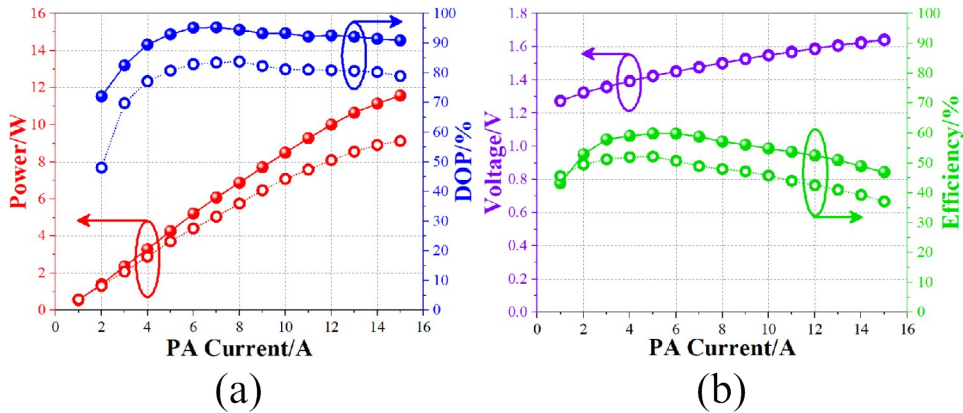 16 14 12 10 8 6 4 2 0
Power/W
0 2 4 6 8 10 12 14 16
PA Current/A
100 90 80 70 60 50 40 30 20 10 0
DOP/%
(a)
1.8 1.6 1.4 1.2 1.0 0.8 0.6 0.4 0.2 0.0
Voltage/V
0 2 4 6 8 10 12 14 16
PA Current/A
100 90 80 70 60 50 40 30 20 10 0
Efficiency/%
(b)